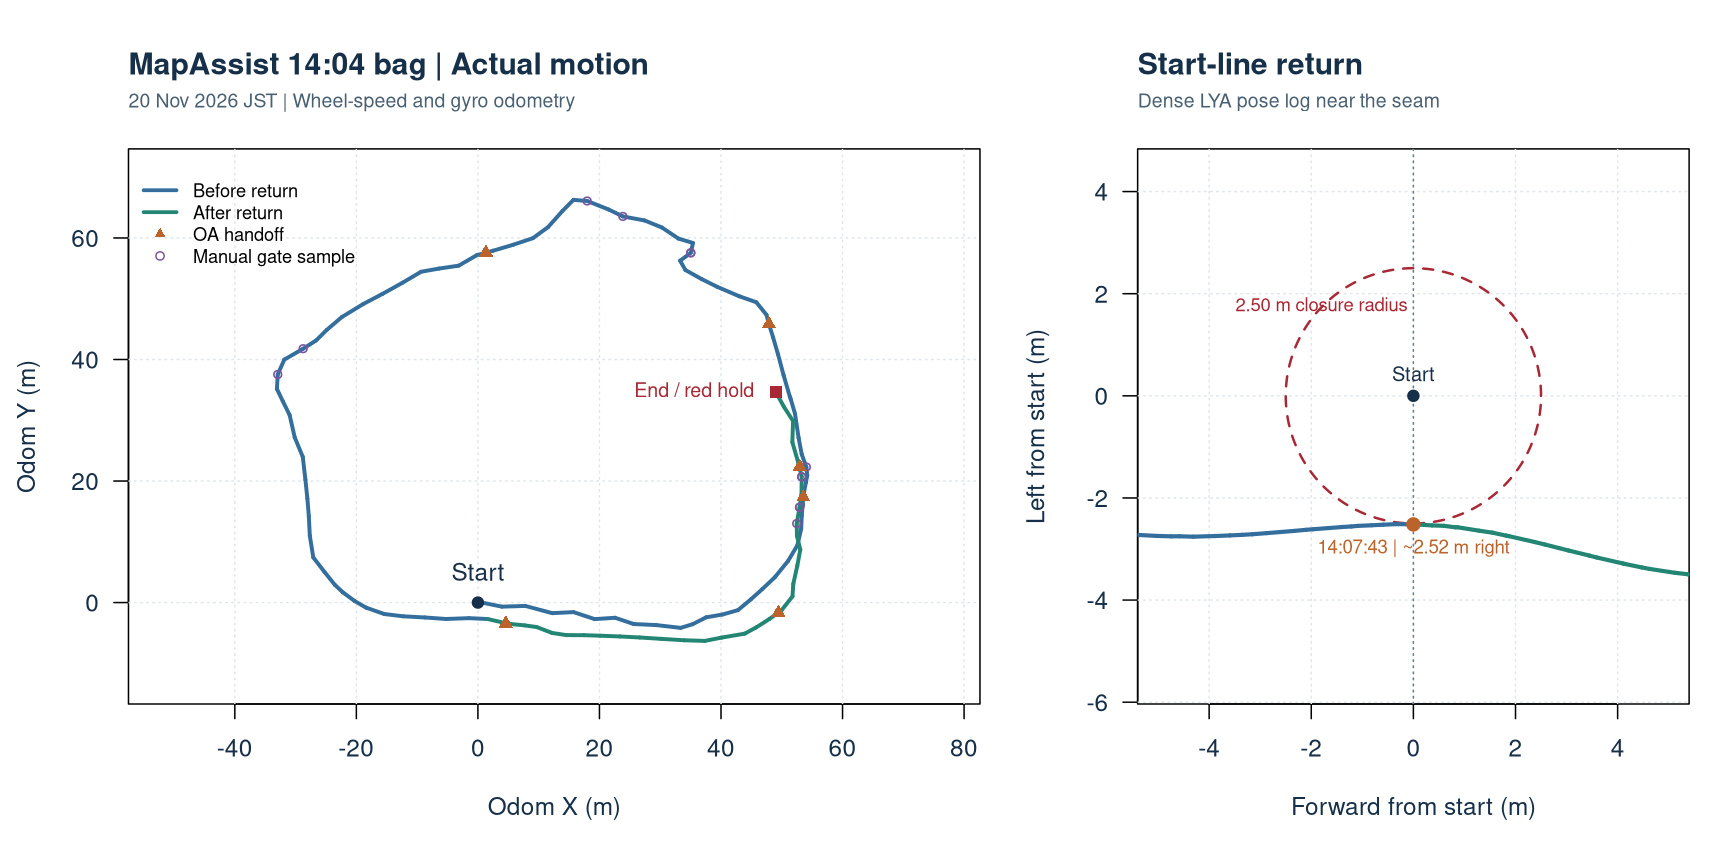 MapAssist 14:04 bag | Actual motion
20 Nov 2026 JST | Wheel-speed and gyro odometry
Before return
After return
OA handoff
Manual gate sample
End / red hold
Start
60
40
20
0
-40
-20
0
20
40
60
80
Odom X (m)
Odom Y (m)
Start-line return
Dense LYA pose log near the seam
2.50 m closure radius
Start
14:07:43 | ~2.52 m right
4
2
0
-2
-4
-6
-4
-2
0
2
4
Forward from start (m)
Left from start (m)